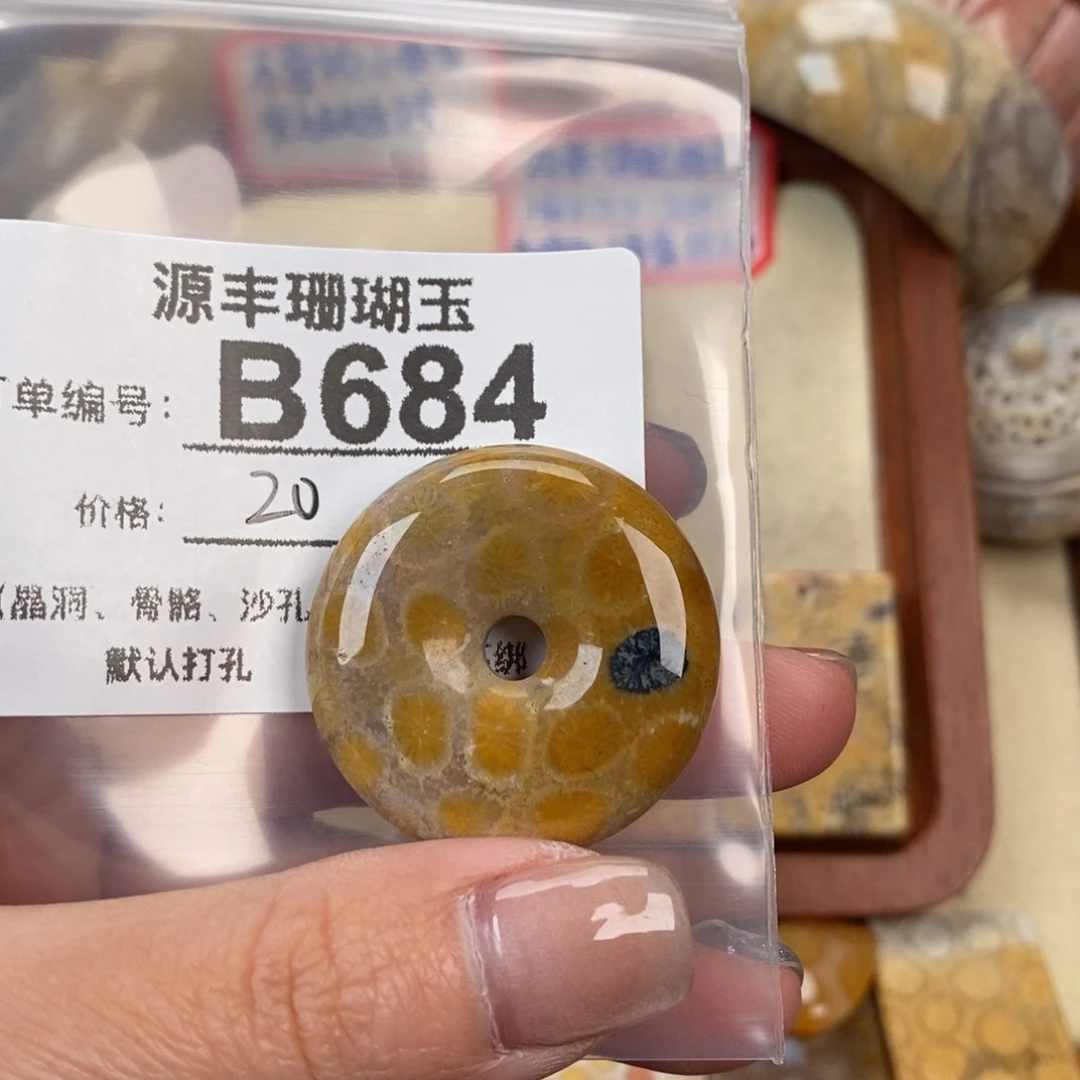 源丰珊瑚玉
单编号: B684
价格: 20
(晶洞、骨骼、沙孔
默认打孔